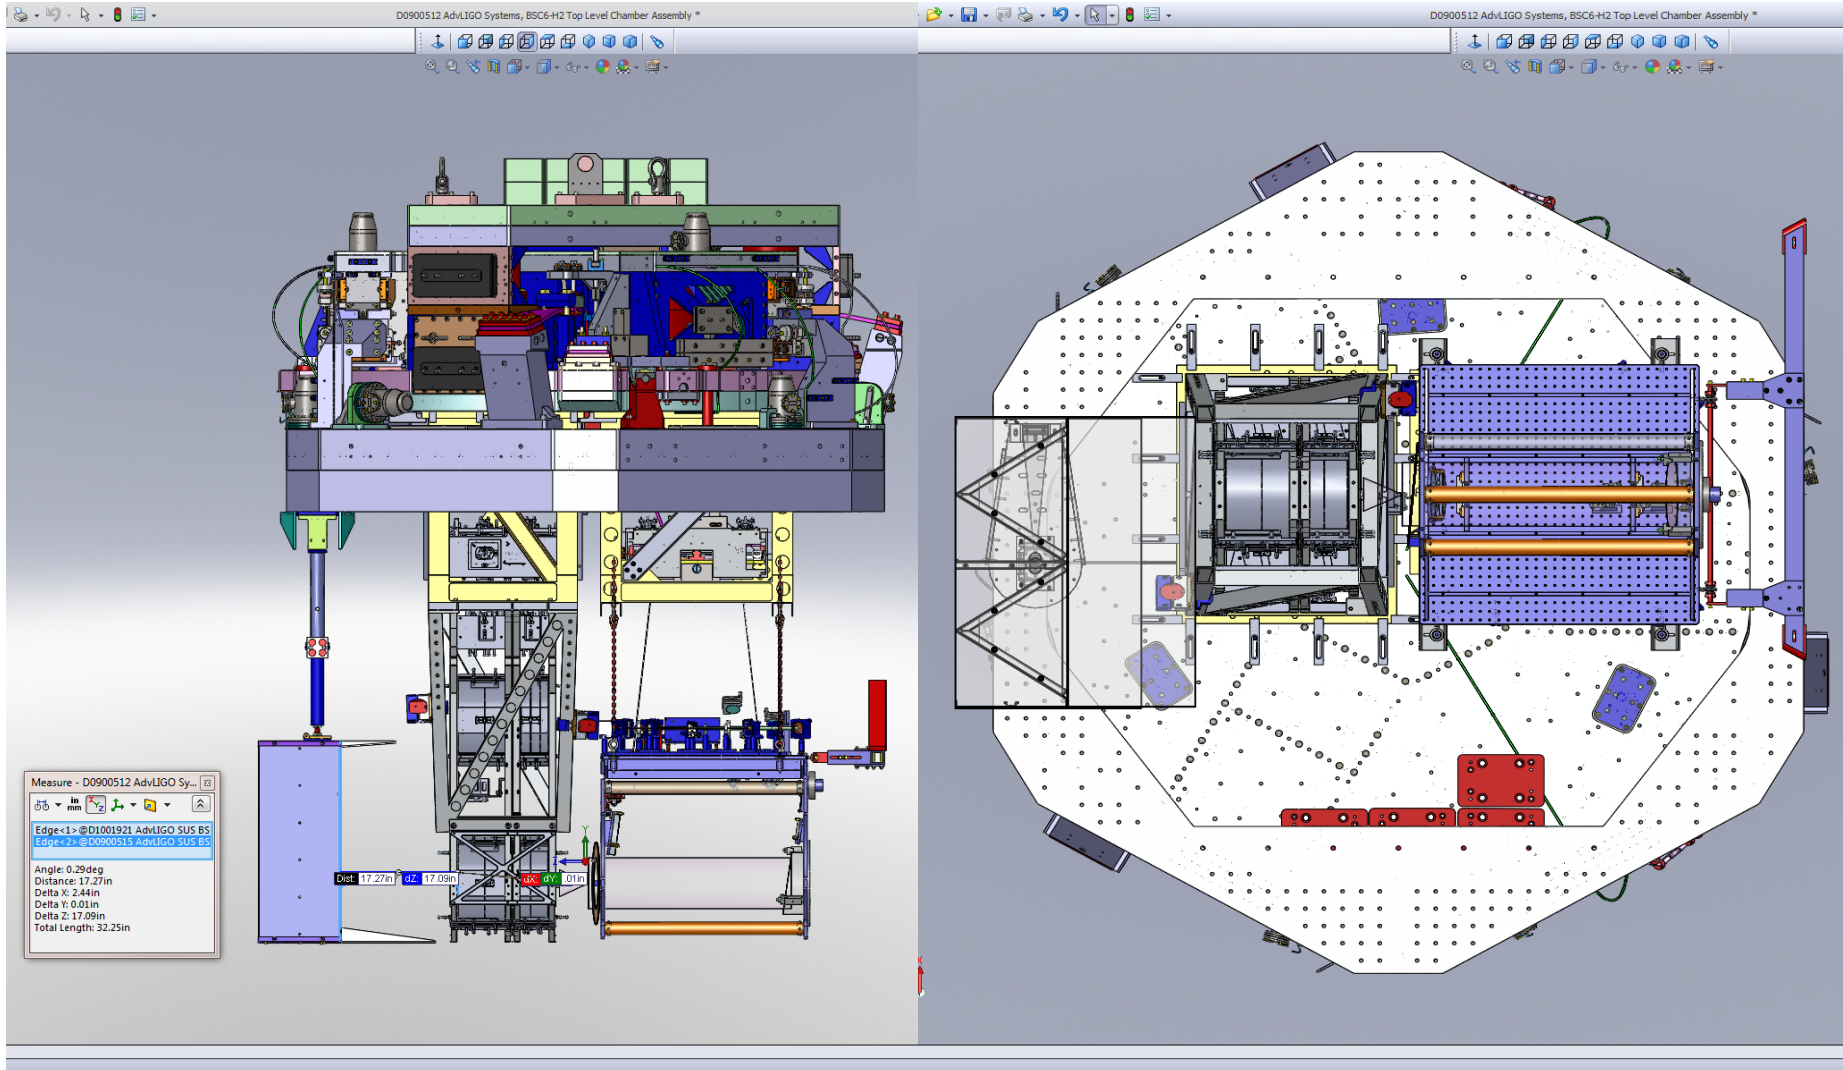 D0900512 AdvLIGO Systems, BSC6-H2 Top Level Chamber Assembly *
D0900512 AdvLIGO Systems, BSC6-H2 Top Level Chamber Assembly *
Measure - D0900512 AdvLIGO Sy...
in
mm
XYZ
Edge<1> @D1001921 AdvLIGO SUS BS
Edge<2> @D0900515 AdvLIGO SUS BS
Angle: 0.29deg
Distance: 17.27in
Delta X: 2.44in
Delta Y: 0.01in
Delta Z: 17.09in
Total Length: 32.25in
Y
Dist: 17.27in
dZ: 17.09in
dX:
dY: .01in